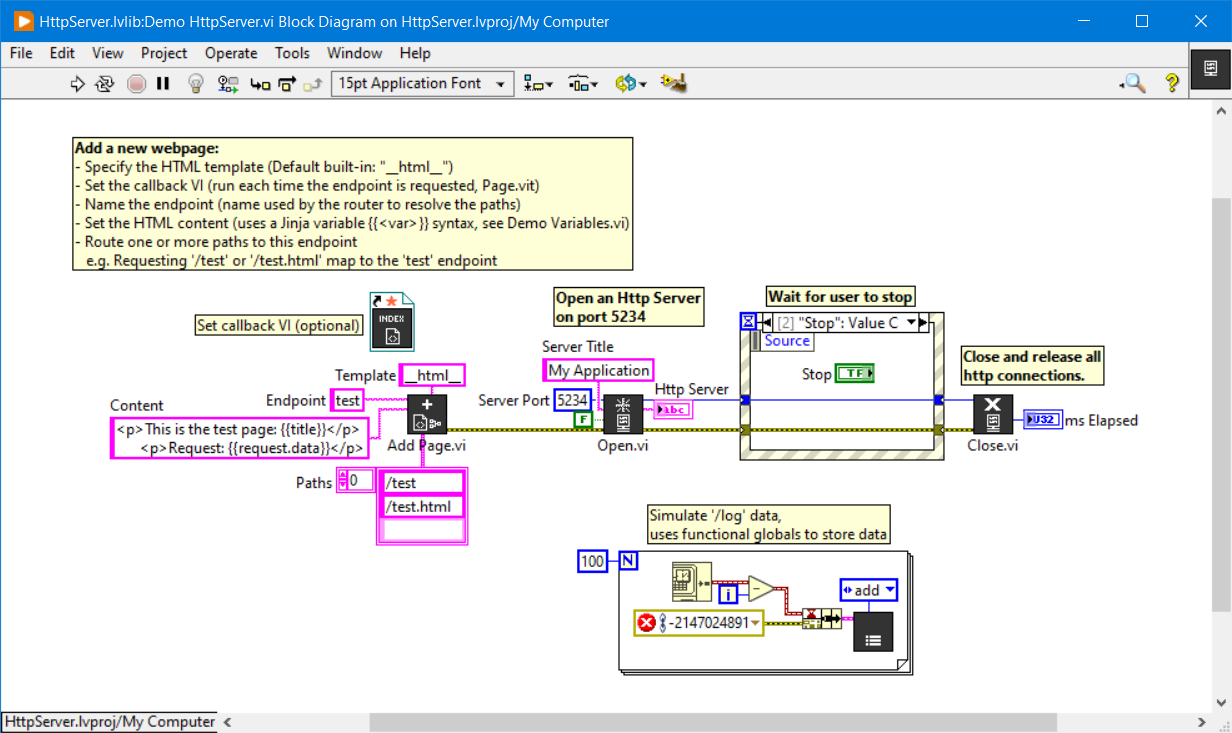 HttpServer.lvlib:Demo HttpServer.vi Block Diagram on HttpServer.lvproj/My Computer
File Edit View Project Operate Tools Window Help
15pt Application Font
Add a new webpage:
- Specify the HTML template (Default built-in: "__html__")
- Set the callback VI (run each time the endpoint is requested, Page.vit)
- Name the endpoint (name used by the router to resolve the paths)
- Set the HTML content (uses a Jinja variable {{<var>}} syntax, see Demo Variables.vi)
- Route one or more paths to this endpoint
e.g. Requesting '/test' or '/test.html' map to the 'test' endpoint
Set callback VI (optional)
INDEX
Template __html__
Endpoint test
Content
<p>This is the test page: {{title}}</p>
<p>Request: {{request.data}}</p>
Add Page.vi
Paths 0
/test
/test.html
Open an Http Server
on port 5234
Server Title
My Application
Server Port 5234
F
Http Server
abc
Open.vi
Wait for user to stop
[2] "Stop": Value C
Source
Stop TF
Close and release all
http connections.
U32 ms Elapsed
Close.vi
Simulate '/log' data,
uses functional globals to store data
100 N
i
add
-2147024891
HttpServer.lvproj/My Computer